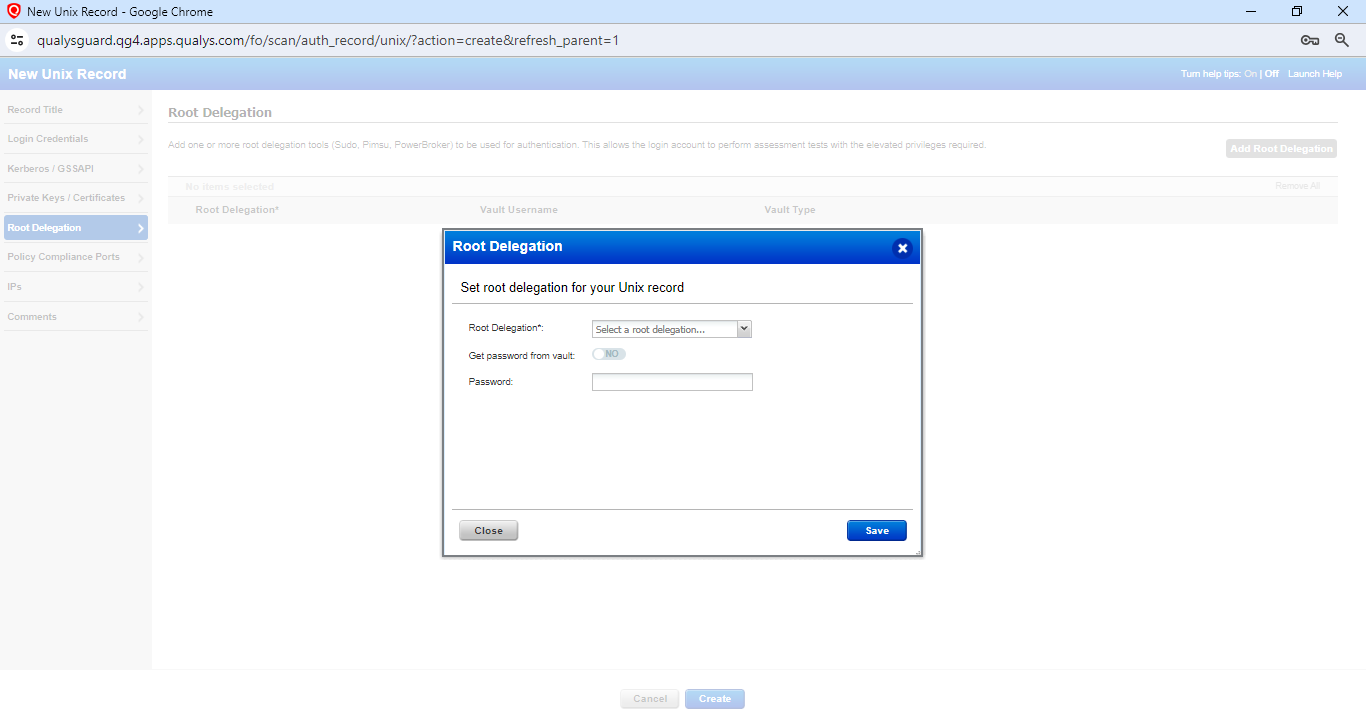 New Unix Record - Google Chrome
qualysguard.qg4.apps.qualys.com/fo/scan/auth_record/unix/?action=create&refresh_parent=1
New Unix Record
Turn help tips: On | Off Launch Help
Record Title
Login Credentials
Kerberos / GSSAPI
Private Keys / Certificates
Root Delegation
Policy Compliance Ports
IPs
Comments
Root Delegation
Add one or more root delegation tools (Sudo, Pimsu, PowerBroker) to be used for authentication. This allows the login account to perform assessment tests with the elevated privileges required.
Add Root Delegation
No items selected
Remove All
Root Delegation* Vault Username Vault Type
Root Delegation
Set root delegation for your Unix record
Root Delegation*: Select a root delegation...
Get password from vault: NO
Password:
Close Save
Cancel Create